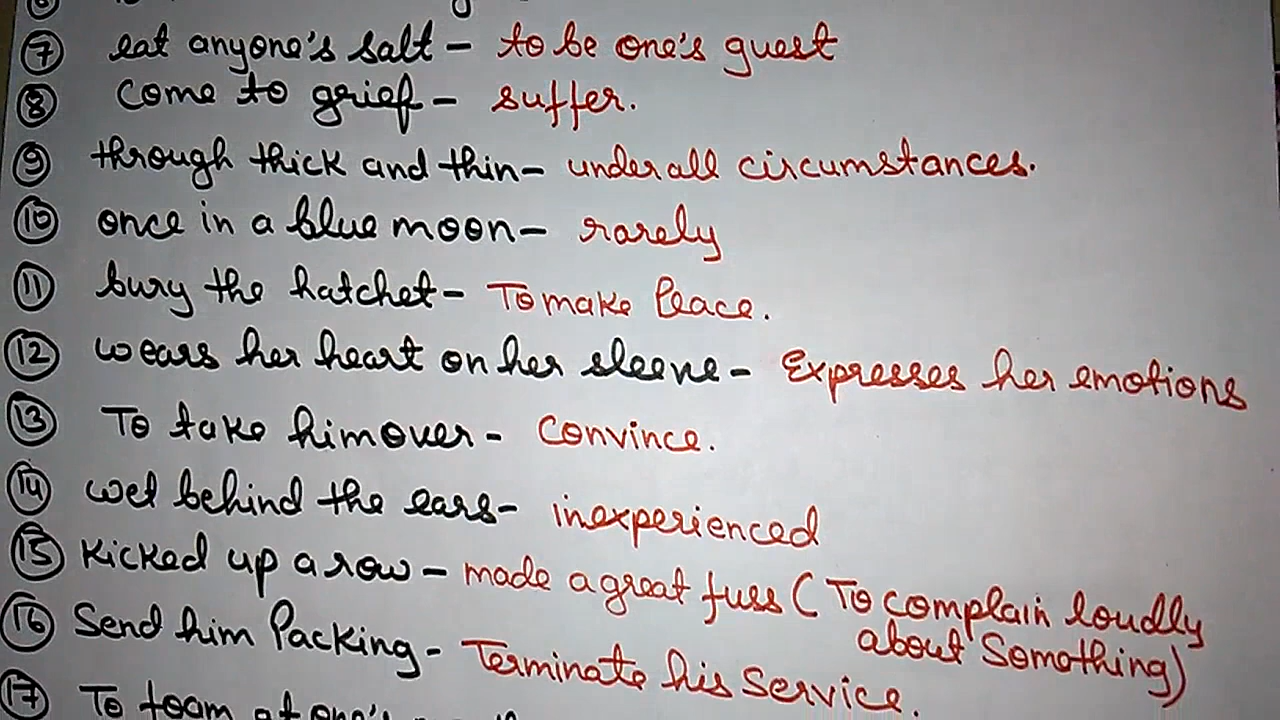 ⑦ eat anyone's salt - to be one's guest
⑧ come to grief - suffer.
⑨ through thick and thin - under all circumstances.
⑩ once in a blue moon - rarely
⑪ bury the hatchet - To make Peace.
⑫ wears her heart on her sleeve - Expresses her emotions
⑬ To take him over - convince.
⑭ wet behind the ears - inexperienced
⑮ kicked up a row - made a great fuss ( To complain loudly
about Somothing)
⑯ Send him Packing - Terminate his service.
⑰ To foam at one's